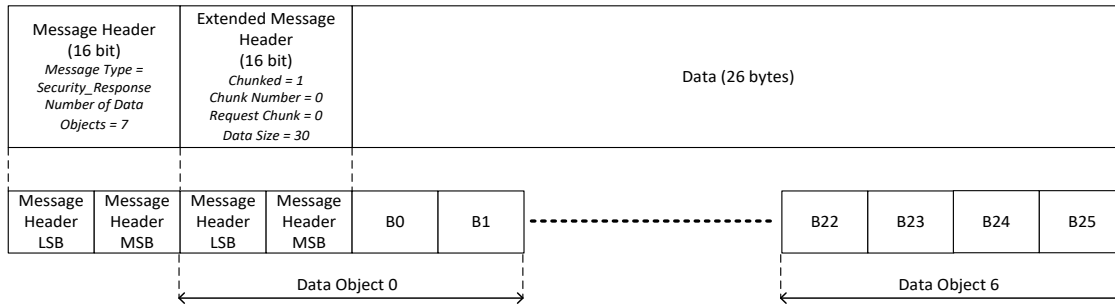 Message Header
(16 bit)
Message Type =
Security_Response
Number of Data
Objects = 7
Extended Message
Header
(16 bit)
Chunked = 1
Chunk Number = 0
Request Chunk = 0
Data Size = 30
Data (26 bytes)
Message
Header
LSB
Message
Header
MSB
Message
Header
LSB
Message
Header
MSB
B0
B1
B22
B23
B24
B25
Data Object 0
Data Object 6